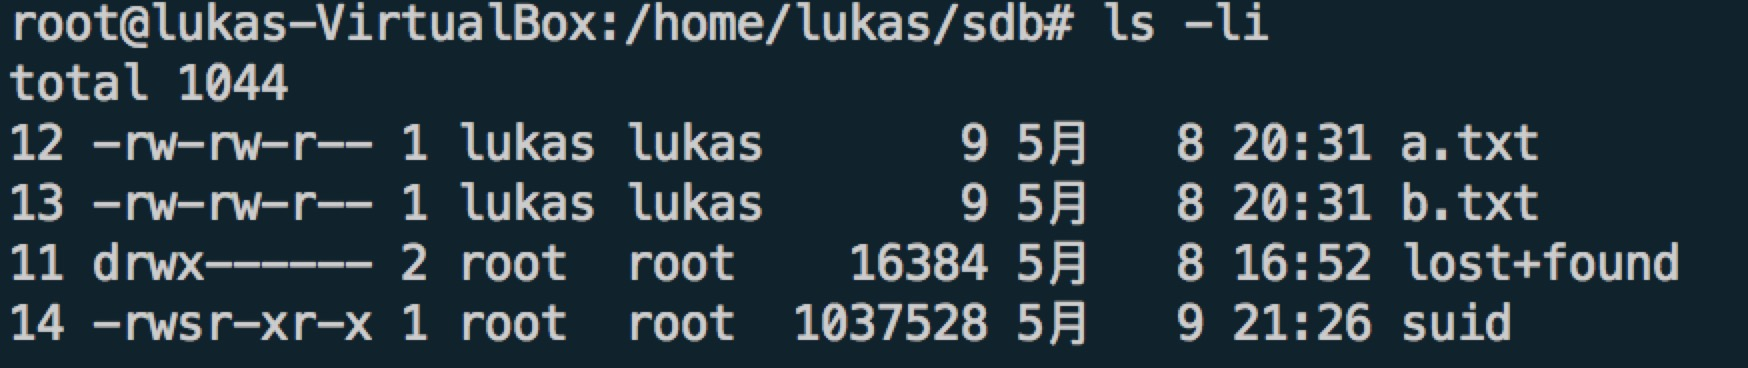 root@lukas-VirtualBox:/home/lukas/sdb# ls -li
total 1044
12 -rw-rw-r-- 1 lukas lukas       9 5月   8 20:31 a.txt
13 -rw-rw-r-- 1 lukas lukas       9 5月   8 20:31 b.txt
11 drwx------ 2 root  root    16384 5月   8 16:52 lost+found
14 -rwsr-xr-x 1 root  root  1037528 5月   9 21:26 suid